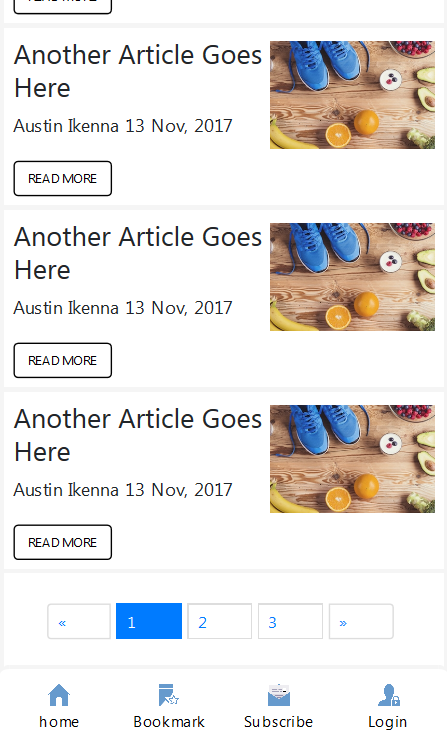 READ MORE
Another Article Goes
Here
Austin Ikenna 13 Nov, 2017
READ MORE
Another Article Goes
Here
Austin Ikenna 13 Nov, 2017
READ MORE
Another Article Goes
Here
Austin Ikenna 13 Nov, 2017
READ MORE
« 1 2 3 »
home Bookmark Subscribe Login